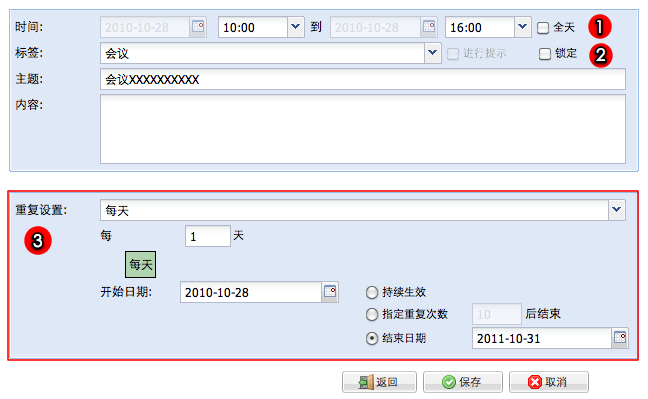 时间: 2010-10-28 10:00 到 2010-10-28 16:00 全天 1
标签: 会议 进行提示 锁定 2
主题: 会议XXXXXXXXXX
内容:
重复设置: 每天
3 每 1 天
每天
开始日期: 2010-10-28 持续生效
指定重复次数 10 后结束
结束日期 2011-10-31
返回 保存 取消